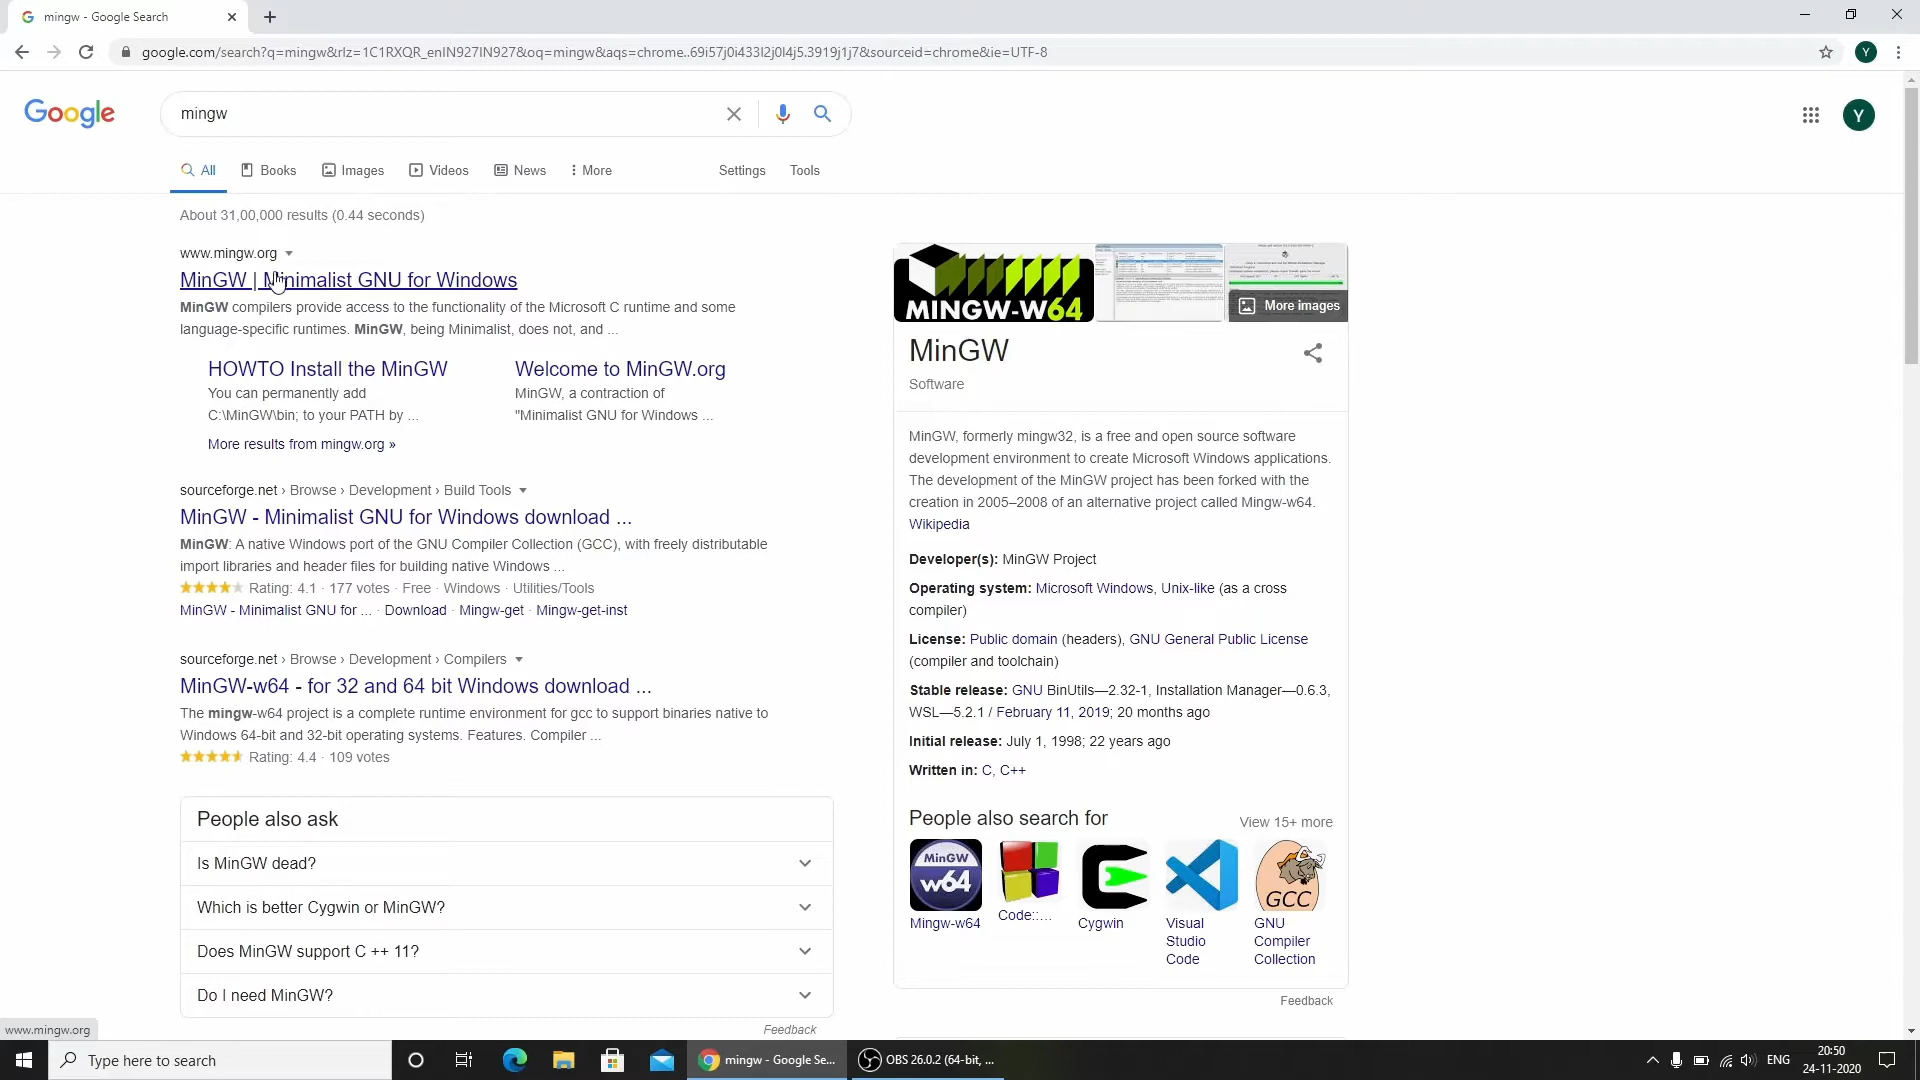 mingw - Google Search
google.com/search?q=mingw&rlz=1C1RXQR_enIN927IN927&oq=mingw&aqs=chrome..69i57j0i433l2j0l4j5.3919j1j7&sourceid=chrome&ie=UTF-8
Y
Google
mingw
Y
All
Books
Images
Videos
News
More
Settings
Tools
About 31,00,000 results (0.44 seconds)
www.mingw.org
MinGW | Minimalist GNU for Windows
MinGW compilers provide access to the functionality of the Microsoft C runtime and some
language-specific runtimes. MinGW, being Minimalist, does not, and ...
HOWTO Install the MinGW
You can permanently add
C:\MinGW\bin; to your PATH by ...
Welcome to MinGW.org
MinGW, a contraction of
"Minimalist GNU for Windows ...
More results from mingw.org »
sourceforge.net › Browse › Development › Build Tools
MinGW - Minimalist GNU for Windows download ...
MinGW: A native Windows port of the GNU Compiler Collection (GCC), with freely distributable
import libraries and header files for building native Windows ...
Rating: 4.1 · 177 votes · Free · Windows · Utilities/Tools
MinGW - Minimalist GNU for ... · Download · Mingw-get · Mingw-get-inst
sourceforge.net › Browse › Development › Compilers
MinGW-w64 - for 32 and 64 bit Windows download ...
The mingw-w64 project is a complete runtime environment for gcc to support binaries native to
Windows 64-bit and 32-bit operating systems. Features. Compiler ...
Rating: 4.4 · 109 votes
People also ask
Is MinGW dead?
Which is better Cygwin or MinGW?
Does MinGW support C ++ 11?
Do I need MinGW?
Feedback
MINGW-W64
More images
MinGW
Software
MinGW, formerly mingw32, is a free and open source software
development environment to create Microsoft Windows applications.
The development of the MinGW project has been forked with the
creation in 2005–2008 of an alternative project called Mingw-w64.
Wikipedia
Developer(s): MinGW Project
Operating system: Microsoft Windows, Unix-like (as a cross
compiler)
License: Public domain (headers), GNU General Public License
(compiler and toolchain)
Stable release: GNU BinUtils—2.32-1, Installation Manager—0.6.3,
WSL—5.2.1 / February 11, 2019; 20 months ago
Initial release: July 1, 1998; 22 years ago
Written in: C, C++
People also search for
View 15+ more
MinGW
w64
GCC
Mingw-w64
Code::...
Cygwin
Visual
Studio
Code
GNU
Compiler
Collection
Feedback
www.mingw.org
Type here to search
mingw - Google Se...
OBS 26.0.2 (64-bit, ...
ENG
20:50
24-11-2020